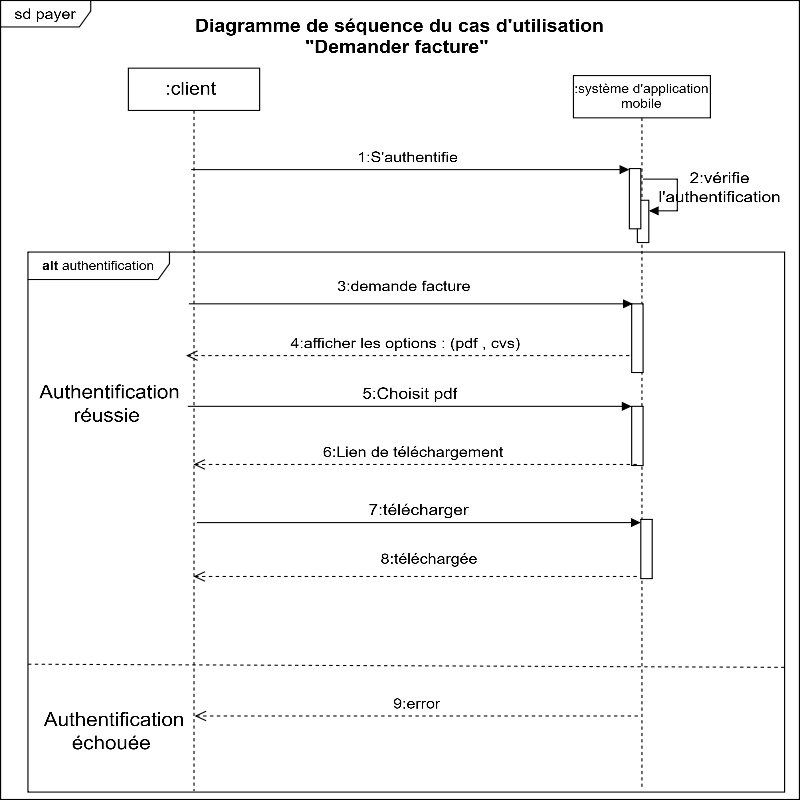 sd payer
Diagramme de séquence du cas d'utilisation
"Demander facture"
:client
:système d'application
mobile
1:S'authentifie
2:vérifie
l'authentification
alt authentification
3:demande facture
4:afficher les options : (pdf , cvs)
Authentification
réussie
5:Choisit pdf
6:Lien de téléchargement
7:télécharger
8:téléchargée
Authentification
échouée
9:error